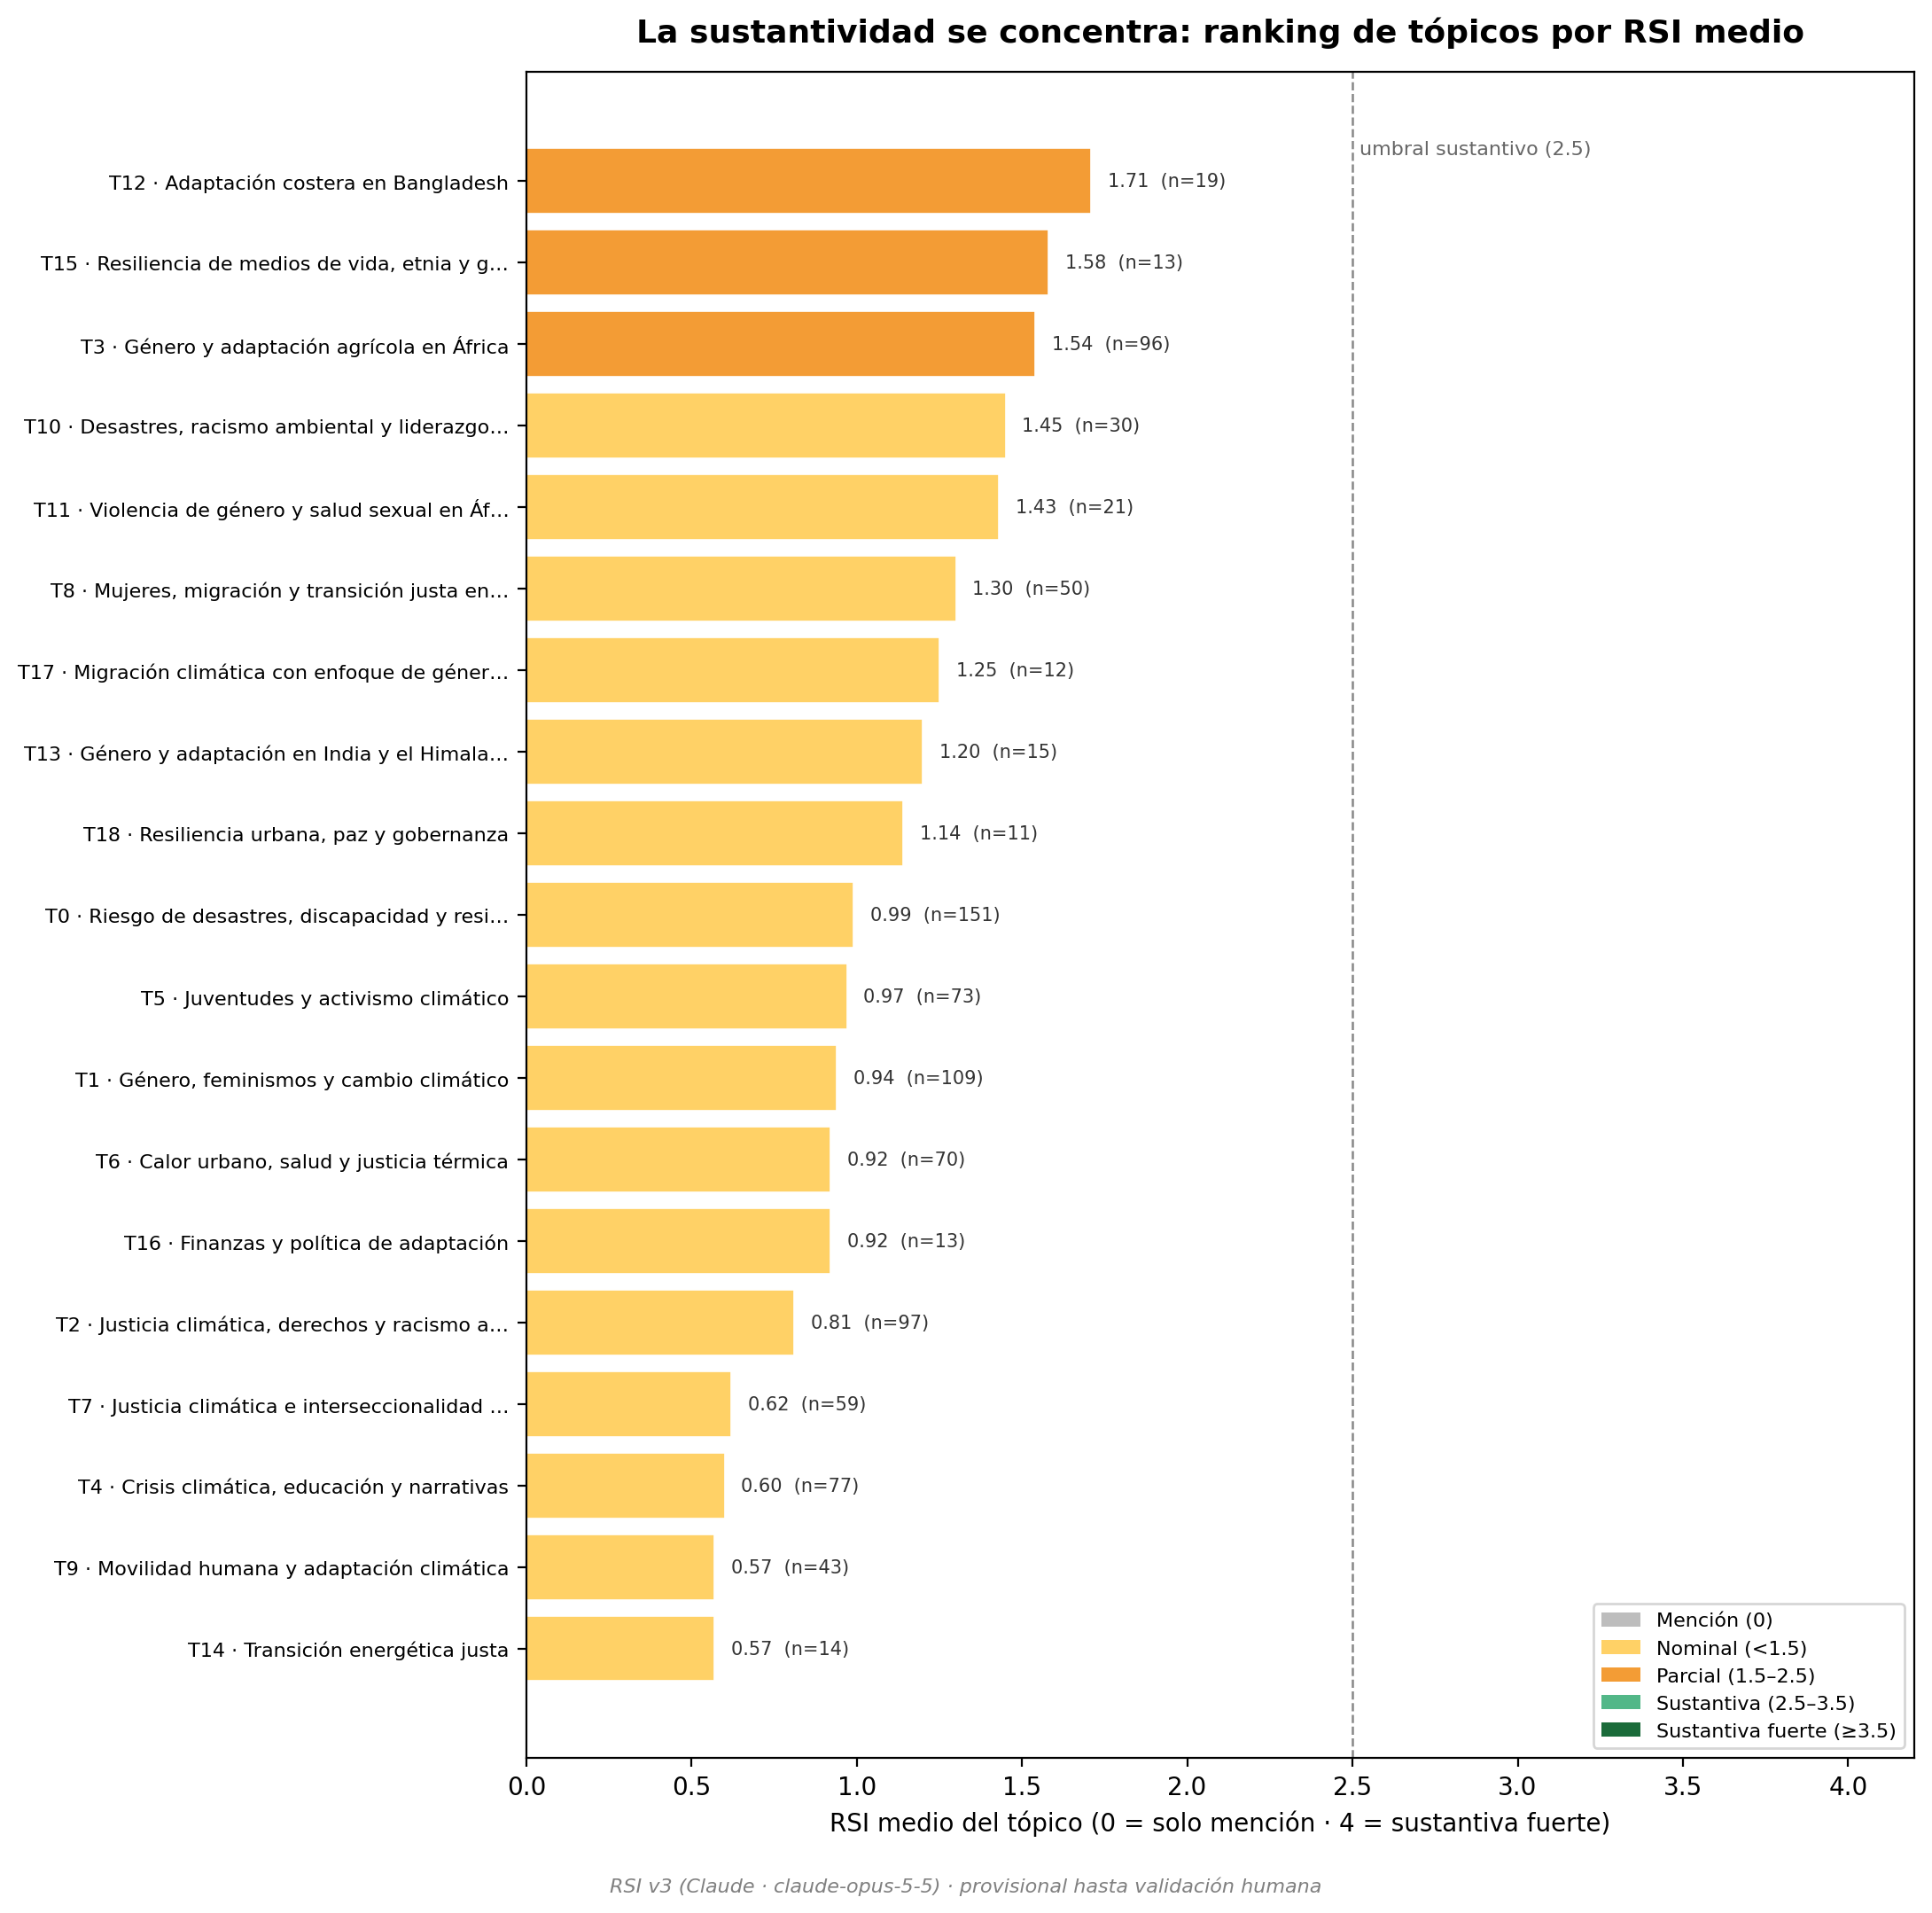 La sustantividad se concentra: ranking de tópicos por RSI medio
umbral sustantivo (2.5)
T12 · Adaptación costera en Bangladesh 1.71 (n=19)
T15 · Resiliencia de medios de vida, etnia y g… 1.58 (n=13)
T3 · Género y adaptación agrícola en África 1.54 (n=96)
T10 · Desastres, racismo ambiental y liderazgo… 1.45 (n=30)
T11 · Violencia de género y salud sexual en Áf… 1.43 (n=21)
T8 · Mujeres, migración y transición justa en… 1.30 (n=50)
T17 · Migración climática con enfoque de géner… 1.25 (n=12)
T13 · Género y adaptación en India y el Himala… 1.20 (n=15)
T18 · Resiliencia urbana, paz y gobernanza 1.14 (n=11)
T0 · Riesgo de desastres, discapacidad y resi… 0.99 (n=151)
T5 · Juventudes y activismo climático 0.97 (n=73)
T1 · Género, feminismos y cambio climático 0.94 (n=109)
T6 · Calor urbano, salud y justicia térmica 0.92 (n=70)
T16 · Finanzas y política de adaptación 0.92 (n=13)
T2 · Justicia climática, derechos y racismo a… 0.81 (n=97)
T7 · Justicia climática e interseccionalidad … 0.62 (n=59)
T4 · Crisis climática, educación y narrativas 0.60 (n=77)
T9 · Movilidad humana y adaptación climática 0.57 (n=43)
T14 · Transición energética justa 0.57 (n=14)
Mención (0)
Nominal (<1.5)
Parcial (1.5–2.5)
Sustantiva (2.5–3.5)
Sustantiva fuerte (≥3.5)
0.0 0.5 1.0 1.5 2.0 2.5 3.0 3.5 4.0
RSI medio del tópico (0 = solo mención · 4 = sustantiva fuerte)
RSI v3 (Claude · claude-opus-5-5) · provisional hasta validación humana